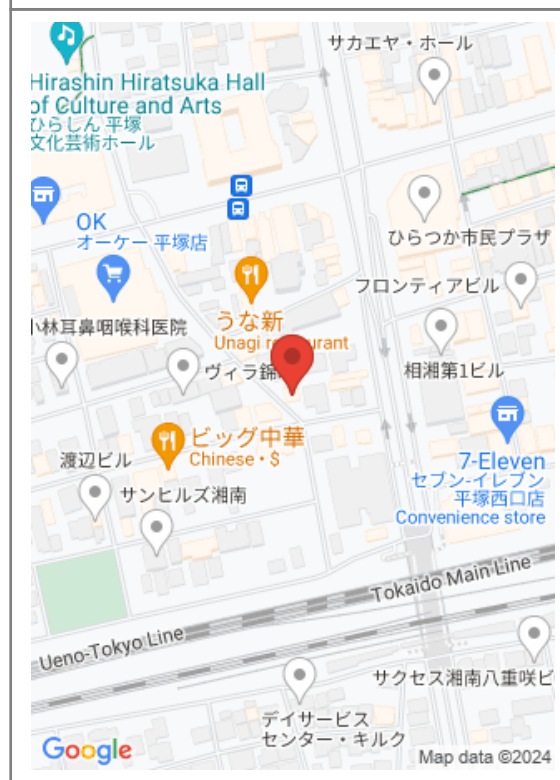 サカエヤ・ホール
Hirashin Hiratsuka Hall
of Culture and Arts
ひらしん 平塚
文化芸術ホール
OK
オーケー 平塚店
ひらつか市民プラザ
フロンティアビル
うな新
Unagi restaurant
小林耳鼻咽喉科医院
ヴィラ錦
相湘第1ビル
ビッグ中華
Chinese • $
渡辺ビル
サンヒルズ湘南
7-Eleven
セブン-イレブン
平塚西口店
Convenience store
Tokaido Main Line
Ueno-Tokyo Line
サクセス湘南八重咲ビ
デイサービス
センター・キルク
Google
Map data ©2024